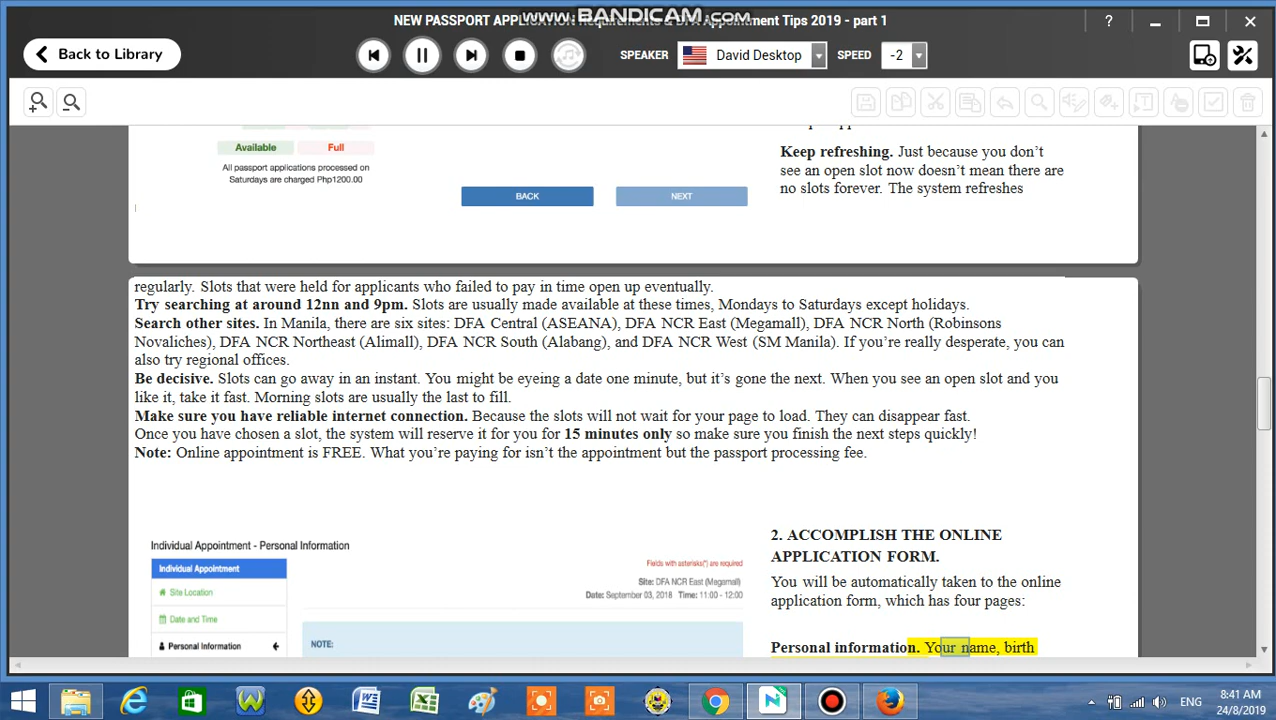 NEW PASSPORT APPLICATION Requirements & DFA Appointment Tips 2019 - part 1
www.BANDICAM.com
?
Back to Library
SPEAKER
David Desktop
SPEED
-2
Available
Full
All passport applications processed on
Saturdays are charged Php1200.00
BACK
NEXT
Keep refreshing. Just because you don’t
see an open slot now doesn’t mean there are
no slots forever. The system refreshes
regularly. Slots that were held for applicants who failed to pay in time open up eventually.
Try searching at around 12nn and 9pm. Slots are usually made available at these times, Mondays to Saturdays except holidays.
Search other sites. In Manila, there are six sites: DFA Central (ASEANA), DFA NCR East (Megamall), DFA NCR North (Robinsons
Novaliches), DFA NCR Northeast (Alimall), DFA NCR South (Alabang), and DFA NCR West (SM Manila). If you’re really desperate, you can
also try regional offices.
Be decisive. Slots can go away in an instant. You might be eyeing a date one minute, but it’s gone the next. When you see an open slot and you
like it, take it fast. Morning slots are usually the last to fill.
Make sure you have reliable internet connection. Because the slots will not wait for your page to load. They can disappear fast.
Once you have chosen a slot, the system will reserve it for you for 15 minutes only so make sure you finish the next steps quickly!
Note: Online appointment is FREE. What you’re paying for isn’t the appointment but the passport processing fee.
Individual Appointment - Personal Information
Individual Appointment
Site Location
Date and Time
Personal Information
Fields with asterisks(*) are required
Site: DFA NCR East (Megamall)
Date: September 03, 2018 Time: 11:00 - 12:00
NOTE:
2. ACCOMPLISH THE ONLINE
APPLICATION FORM.
You will be automatically taken to the online
application form, which has four pages:
Personal information. Your name, birth
ENG
8:41 AM
24/8/2019